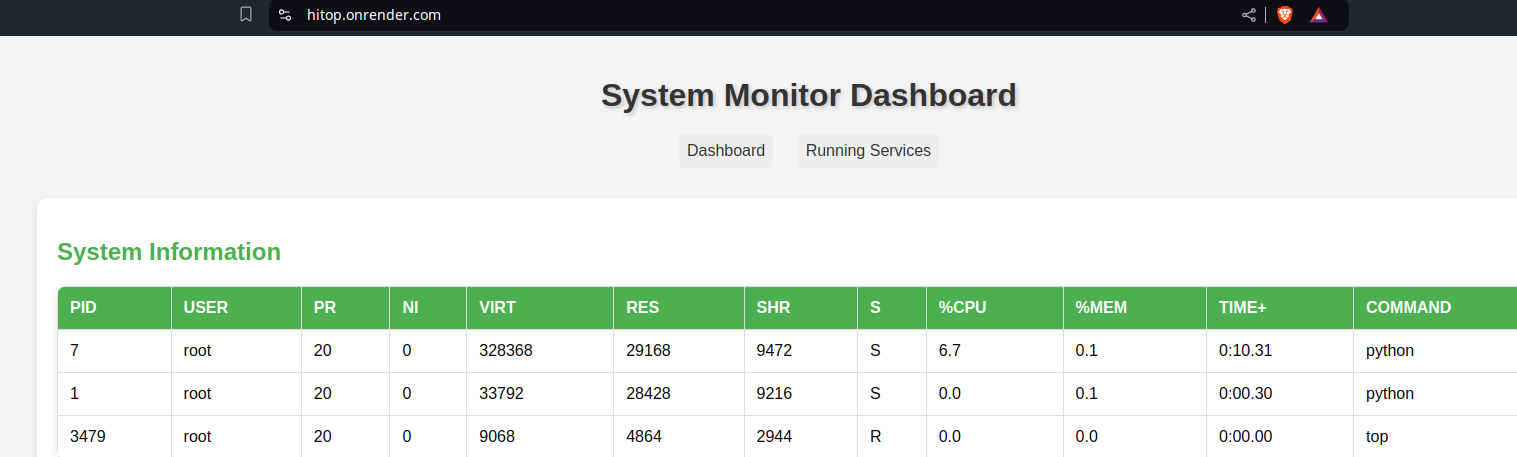 hitop.onrender.com
System Monitor Dashboard
Dashboard Running Services
System Information
PID USER PR NI VIRT RES SHR S %CPU %MEM TIME+ COMMAND
7 root 20 0 328368 29168 9472 S 6.7 0.1 0:10.31 python
1 root 20 0 33792 28428 9216 S 0.0 0.1 0:00.30 python
3479 root 20 0 9068 4864 2944 R 0.0 0.0 0:00.00 top